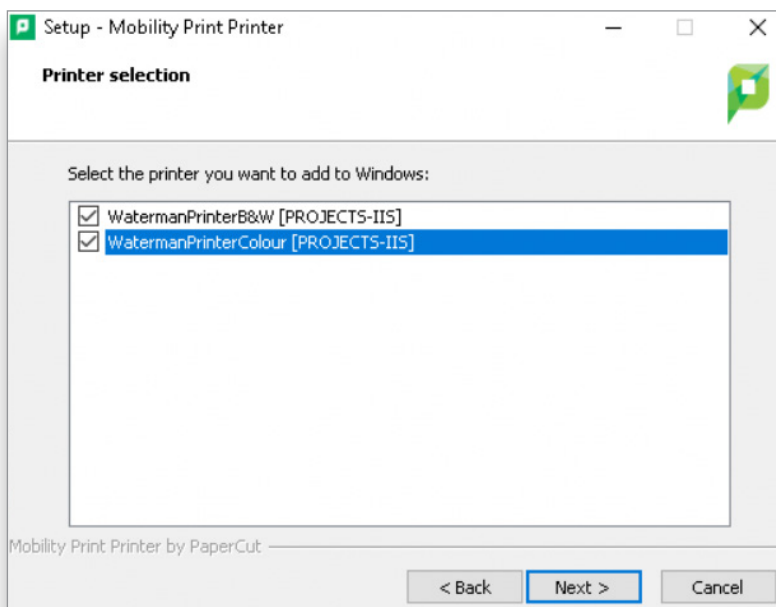 Setup - Mobility Print Printer
Printer selection
Select the printer you want to add to Windows:
WatermanPrinterB&W [PROJECTS-IIS]
WatermanPrinterColour [PROJECTS-IIS]
Mobility Print Printer by PaperCut
< Back
Next >
Cancel